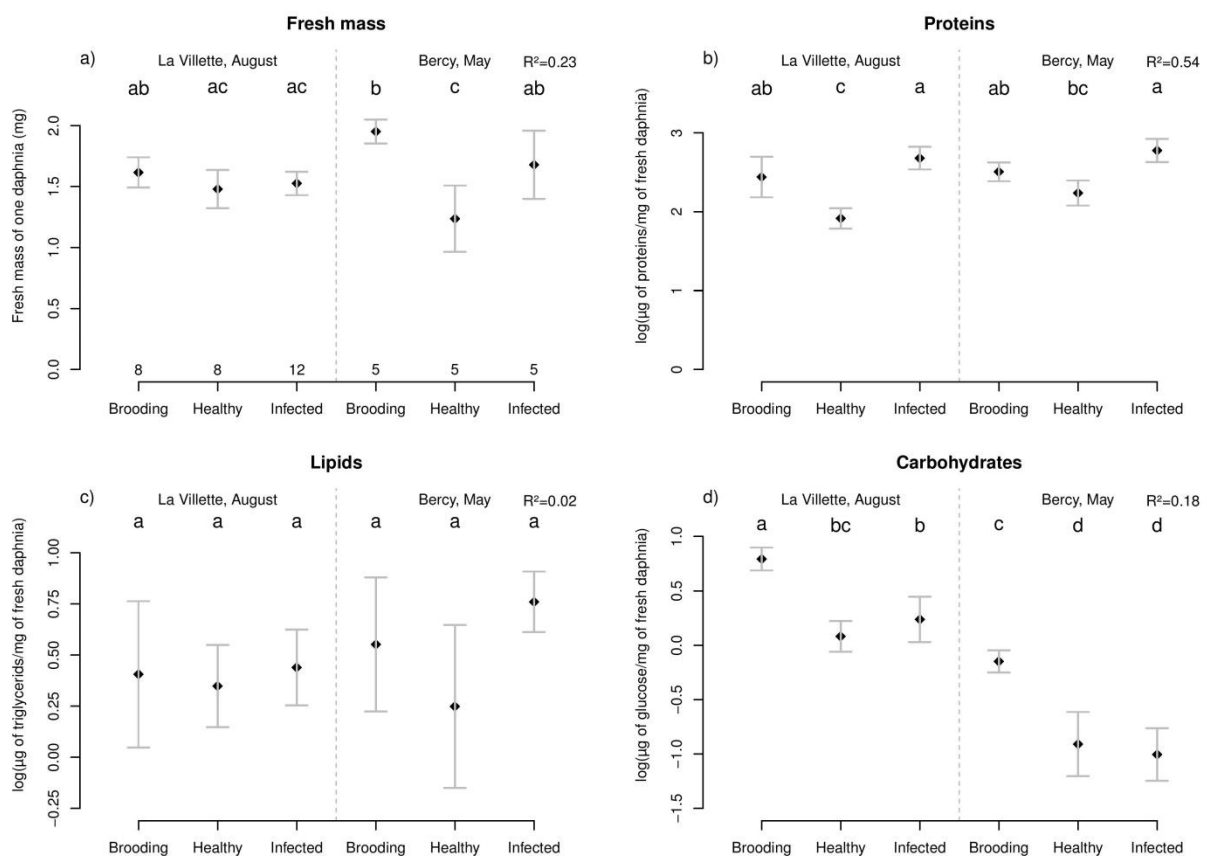 Fresh mass
a) La Villette, August Bercy, May R²=0.23
ab ac ac b c ab
Fresh mass of one daphnia (mg)
2.0
1.5
1.0
0.5
0.0
8 8 12 5 5 5
Brooding Healthy Infected Brooding Healthy Infected
Proteins
b) La Villette, August Bercy, May R²=0.54
ab c a ab bc a
log(µg of proteins/mg of fresh daphnia)
3
2
1
0
Brooding Healthy Infected Brooding Healthy Infected
Lipids
c) La Villette, August Bercy, May R²=0.02
a a a a a a
log(µg of triglycerids/mg of fresh daphnia)
1.00
0.75
0.50
0.25
0.00
−0.25
Brooding Healthy Infected Brooding Healthy Infected
Carbohydrates
d) La Villette, August Bercy, May R²=0.18
a bc b c d d
log(µg of glucose/mg of fresh daphnia)
1.0
0.5
0.0
−0.5
−1.0
−1.5
Brooding Healthy Infected Brooding Healthy Infected